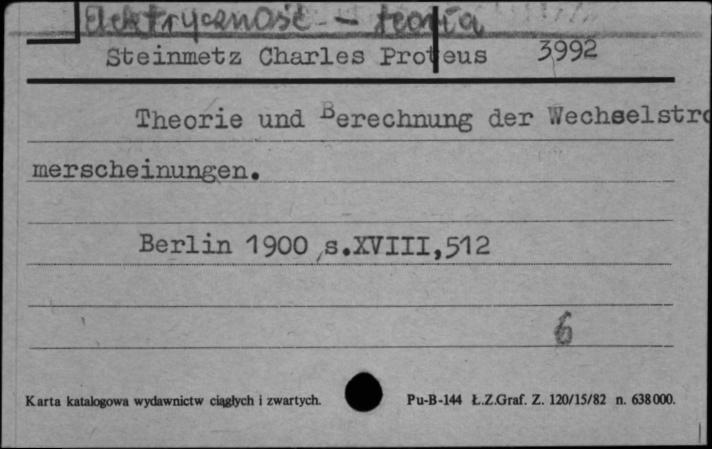 Elektryczność - teoria
Steinmetz Charles Proteus 3992
Theorie und Berechnung der Wechselstro
merscheinungen.
Berlin 1900 ,s.XVIII,512
6
Karta katalogowa wydawnictw ciągłych i zwartych. Pu-B-144 Ł.Z.Graf. Z. 120/15/82 n. 638000.